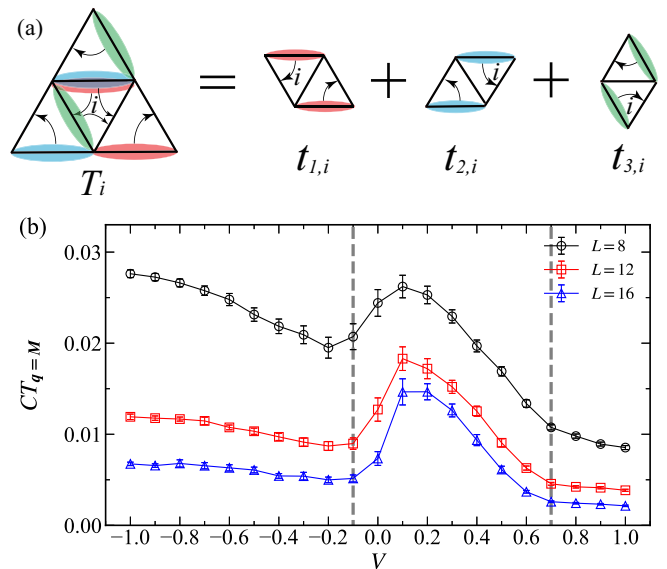 (a)
i = i + i + i
T_i t_{1,i} t_{2,i} t_{3,i}
(b)
0.03
0.02
0.01
0.00
CT_{q=M}
L=8
L=12
L=16
−1.0 −0.8 −0.6 −0.4 −0.2 0.0 0.2 0.4 0.6 0.8 1.0
V